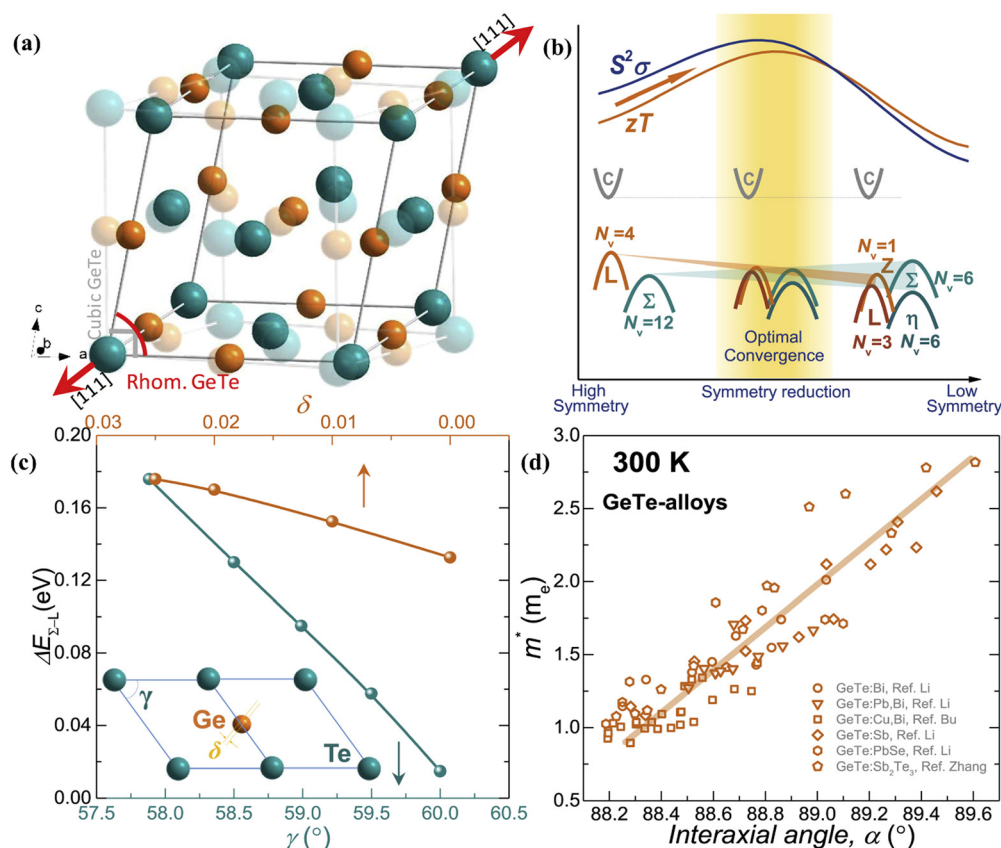 (a)
[111]
Cubic GeTe
c
b
a
[111]
Rhom. GeTe
(b)
S²σ
zT
C
C
C
Nᵥ=4
L
Σ
Nᵥ=12
Nᵥ=1
Z
Σ
Nᵥ=6
L
η
Nᵥ=3
Nᵥ=6
Optimal
Convergence
High
Symmetry
Symmetry reduction
Low
Symmetry
(c)
δ
0.03 0.02 0.01 0.00
0.20
0.16
0.12
0.08
0.04
0.00
ΔE_Σ-L(eV)
γ
Ge
δ
Te
57.5 58.0 58.5 59.0 59.5 60.0 60.5
γ (°)
(d)
3.0
2.5
2.0
1.5
1.0
0.5
m* (mₑ)
300 K
GeTe-alloys
GeTe:Bi, Ref. Li
GeTe:Pb,Bi, Ref. Li
GeTe:Cu,Bi, Ref. Bu
GeTe:Sb, Ref. Li
GeTe:PbSe, Ref. Li
GeTe:Sb₂Te₃, Ref. Zhang
88.2 88.4 88.6 88.8 89.0 89.2 89.4 89.6
Interaxial angle, α (°)